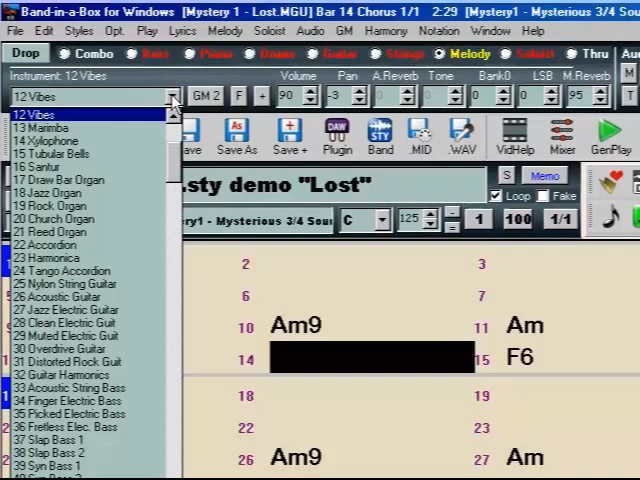 Band-in-a-Box for Windows [Mystery 1 - Lost.MGU] Bar 14 Chorus 1/1 2:29 [Mystery1 - Mysterious 3/4 Sou
File Edit Styles Opt. Play Lyrics Melody Soloist Audio GM Harmony Notation Window Help
Drop Combo Bass Piano Drums Guitar Strings Melody Soloist Thru Aud
Instrument: 12 Vibes Volume Pan A.Reverb Tone Bank0 LSB M.Reverb M
12 Vibes GM 2 F + 90 -3 0 0 0 0 95 T
12 Vibes
13 Marimba
14 Xylophone
15 Tubular Bells
16 Santur
17 Draw Bar Organ
18 Jazz Organ
19 Rock Organ
20 Church Organ
21 Reed Organ
22 Accordion
23 Harmonica
24 Tango Accordion
25 Nylon String Guitar
26 Acoustic Guitar
27 Jazz Electric Guitar
28 Clean Electric Guit
29 Muted Electric Guit
30 Overdrive Guitar
31 Distorted Rock Guit
32 Guitar Harmonics
33 Acoustic String Bass
34 Finger Electric Bass
35 Picked Electric Bass
36 Fretless Elec. Bass
37 Slap Bass 1
38 Slap Bass 2
39 Syn Bass 1
ave Save As Save + DAW Plugin STY Band .MID .WAV VidHelp Mixer GenPlay
.sty demo "Lost" S Memo
Loop Fake
ery1 - Mysterious 3/4 Sour C 125 - = 1 100 1/1
2 3
6 7
10 Am9 11 Am
14 15 F6
18 19
22 23
26 Am9 27 Am